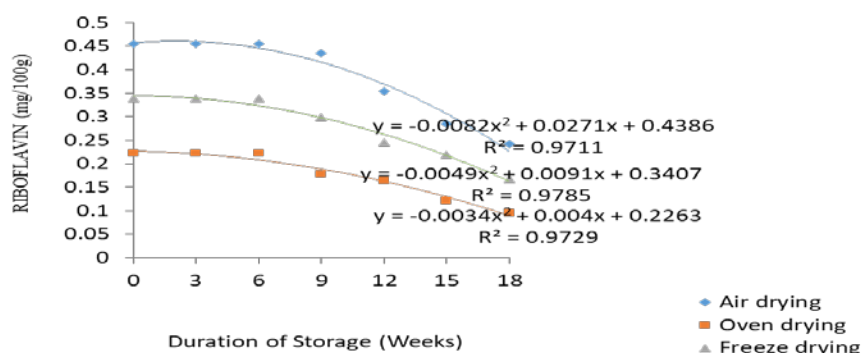 RIBOFLAVIN (mg/100g)
0.5
0.45
0.4
0.35
0.3
0.25
0.2
0.15
0.1
0.05
0
y = -0.0082x² + 0.0271x + 0.4386
R² = 0.9711
y = -0.0049x² + 0.0091x + 0.3407
R² = 0.9785
y = -0.0034x² + 0.004x + 0.2263
R² = 0.9729
0 3 6 9 12 15 18
Duration of Storage (Weeks)
Air drying
Oven drying
Freeze drying